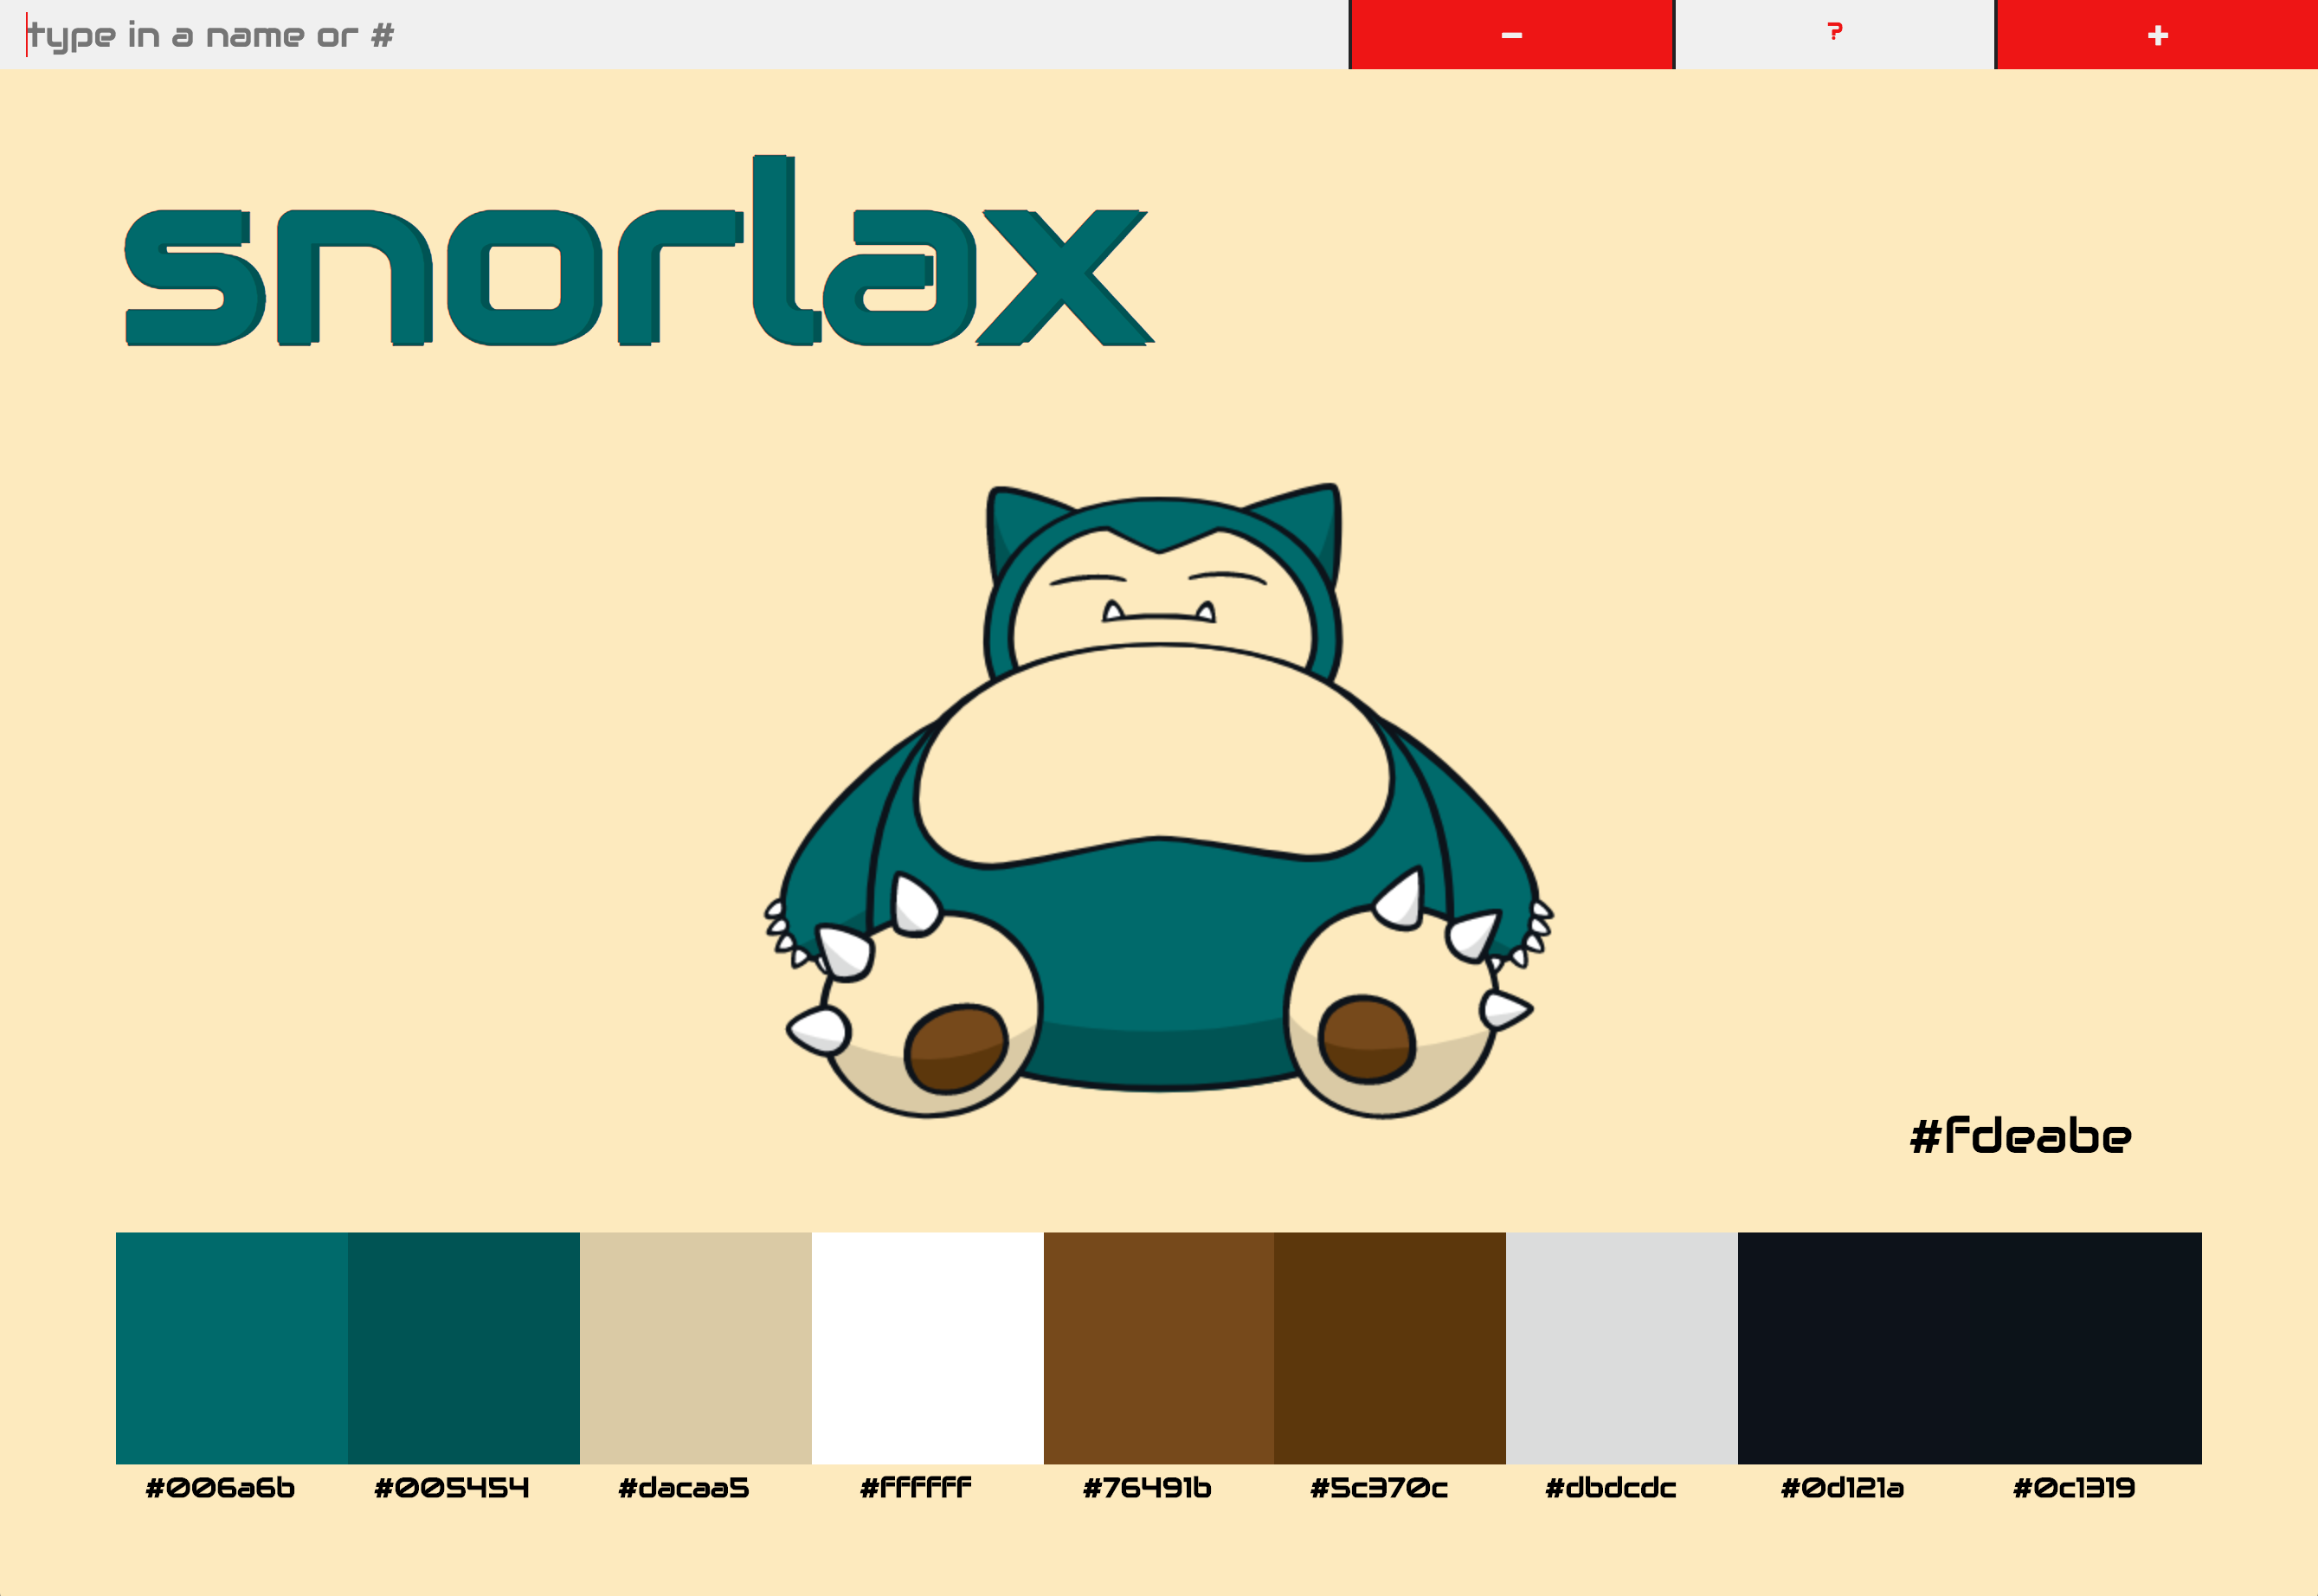 type in a name or #
-
?
+
snorlax
#fdeabe
#006a6b #005454 #dacaa5 #ffffff #76491b #5c370c #dbdcdc #0d121a #0c1319